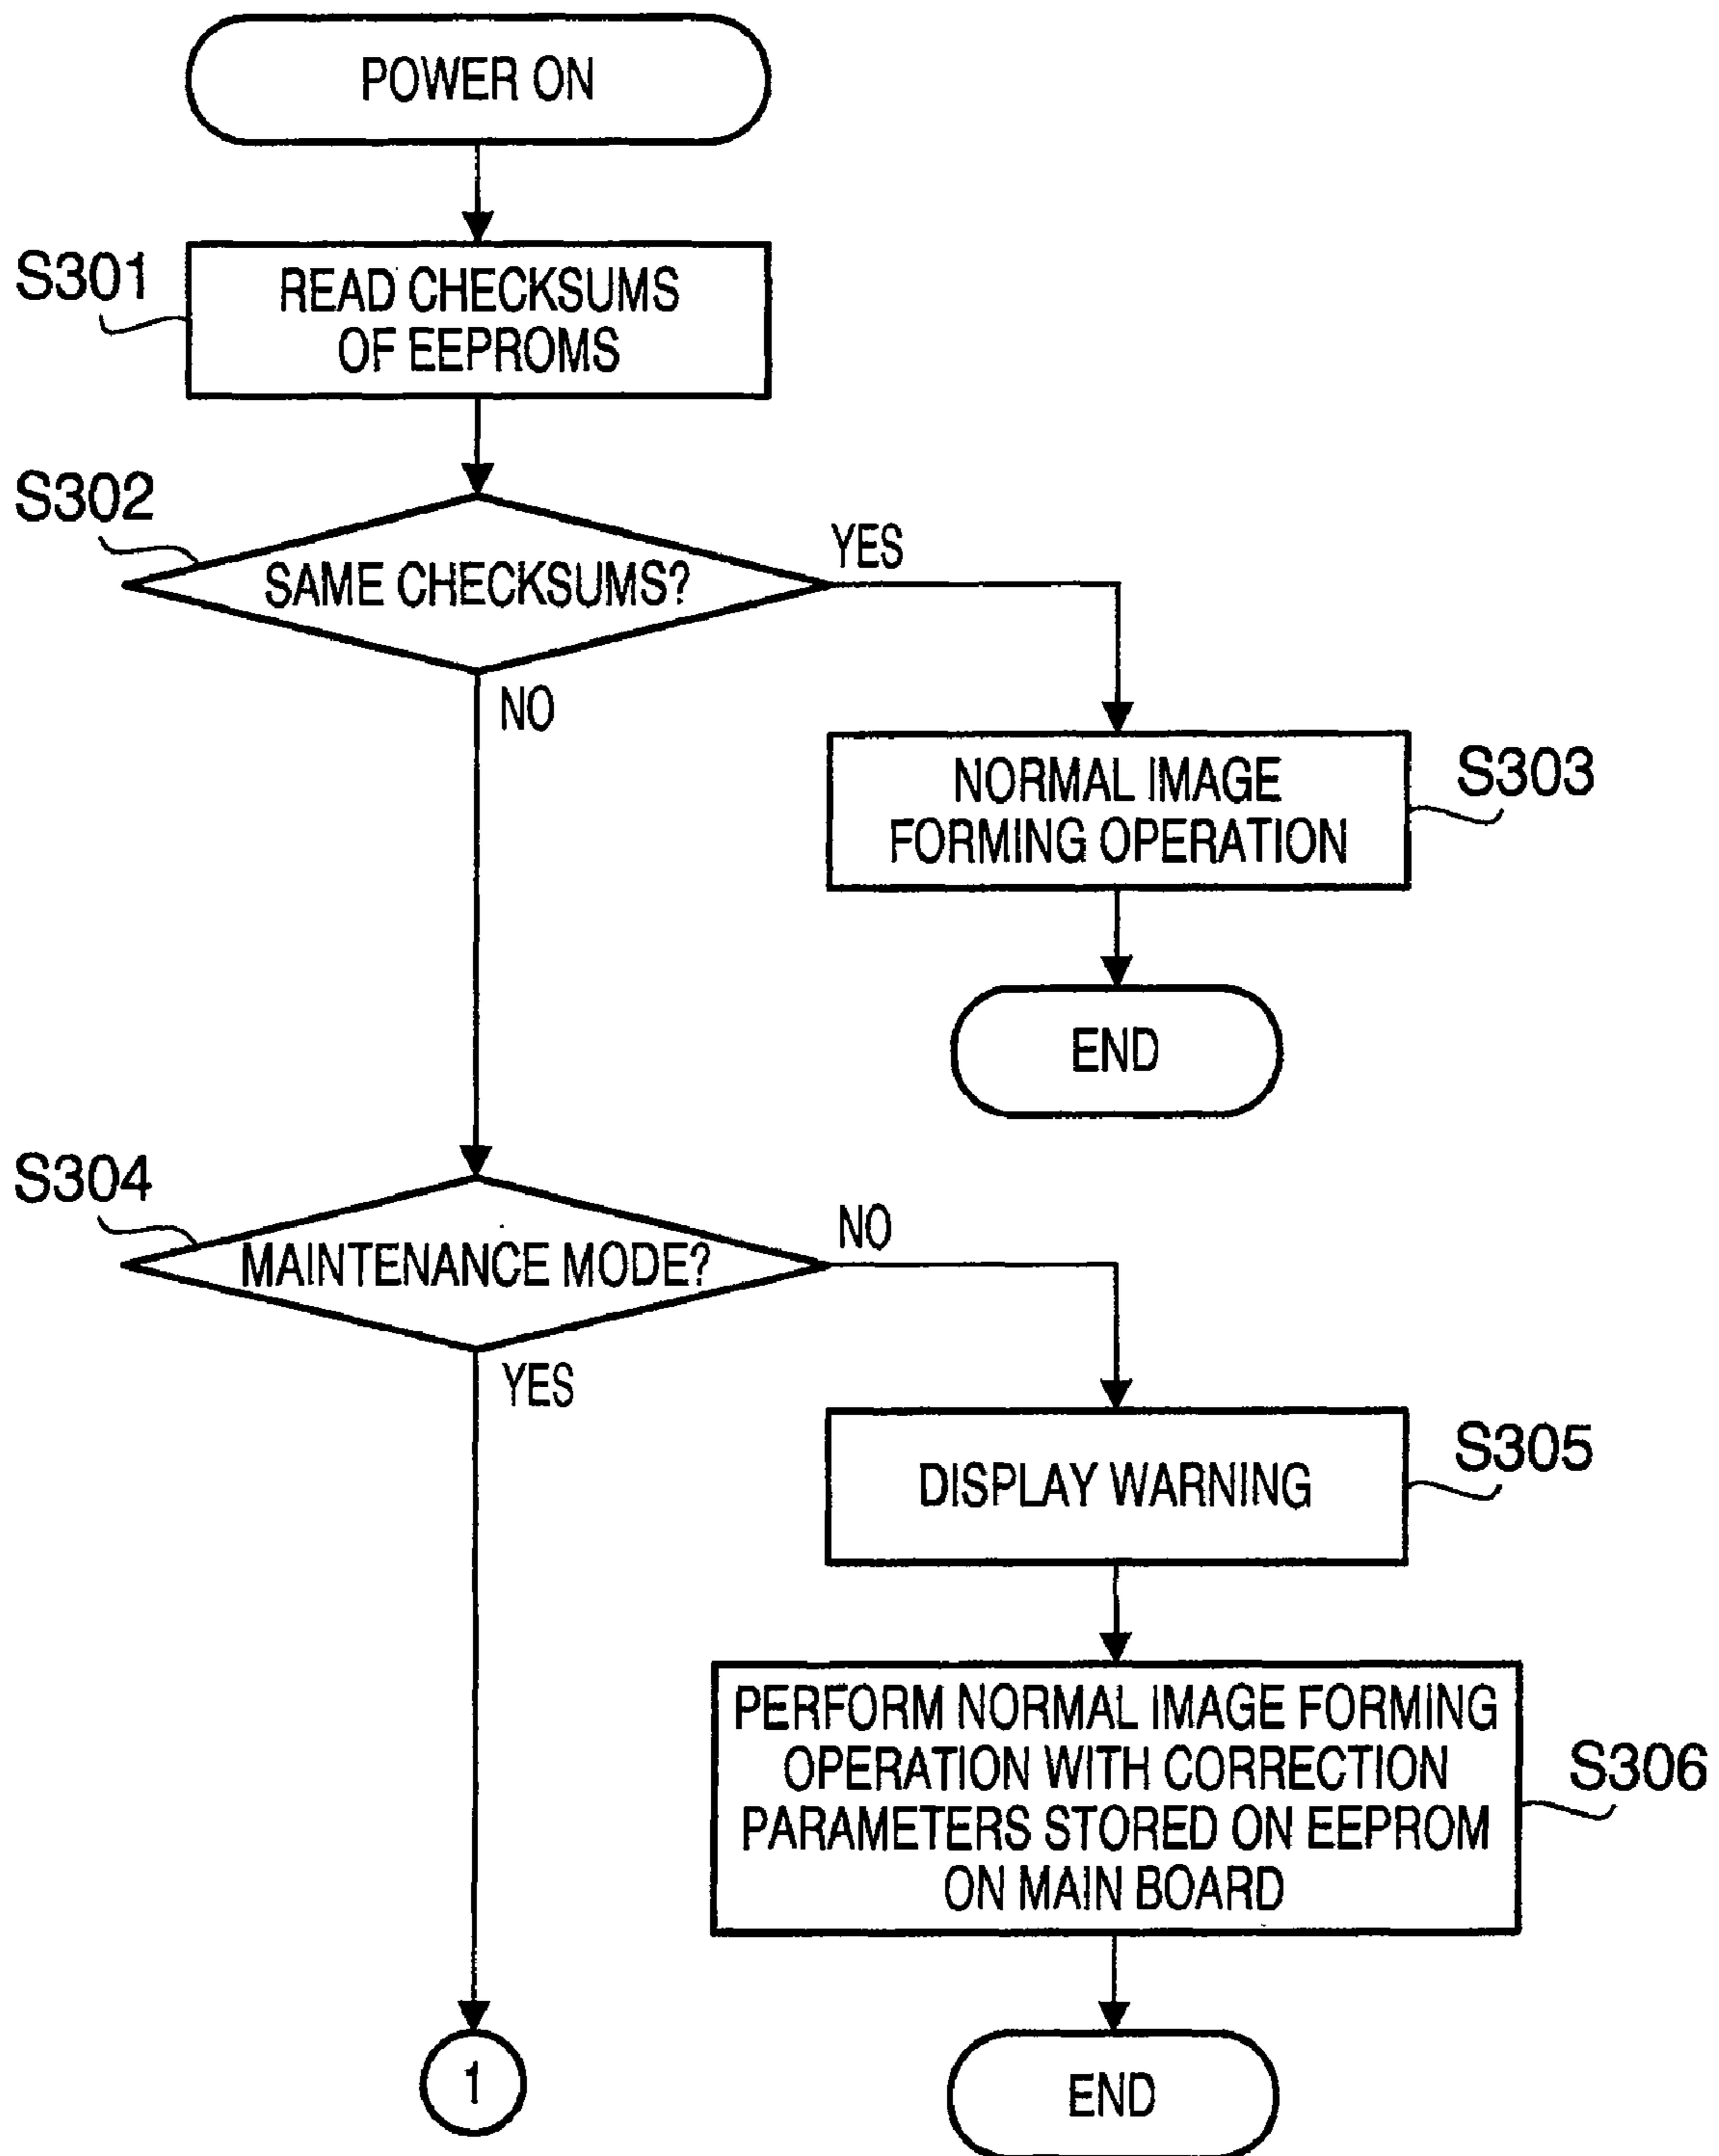 POWER ON
S301
READ CHECKSUMS
OF EEPROMS
S302
SAME CHECKSUMS?
YES
NO
NORMAL IMAGE
FORMING OPERATION
S303
END
S304
MAINTENANCE MODE?
NO
YES
DISPLAY WARNING
S305
PERFORM NORMAL IMAGE FORMING
OPERATION WITH CORRECTION
PARAMETERS STORED ON EEPROM
ON MAIN BOARD
S306
1
END